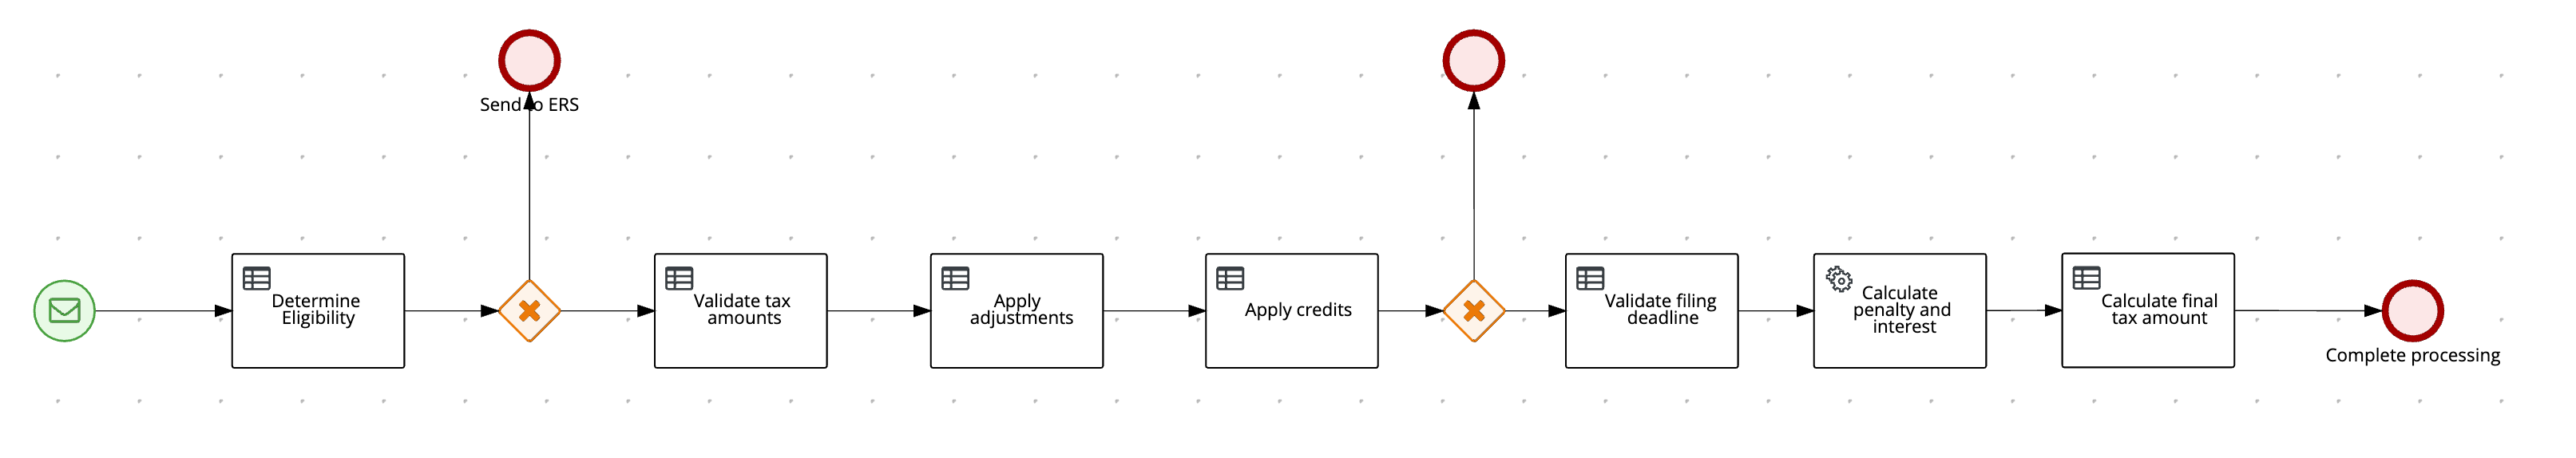 Send to ERS
Determine
Eligibility
Validate tax
amounts
Apply
adjustments
Apply credits
Validate filing
deadline
Calculate
penalty and
interest
Calculate final
tax amount
Complete processing